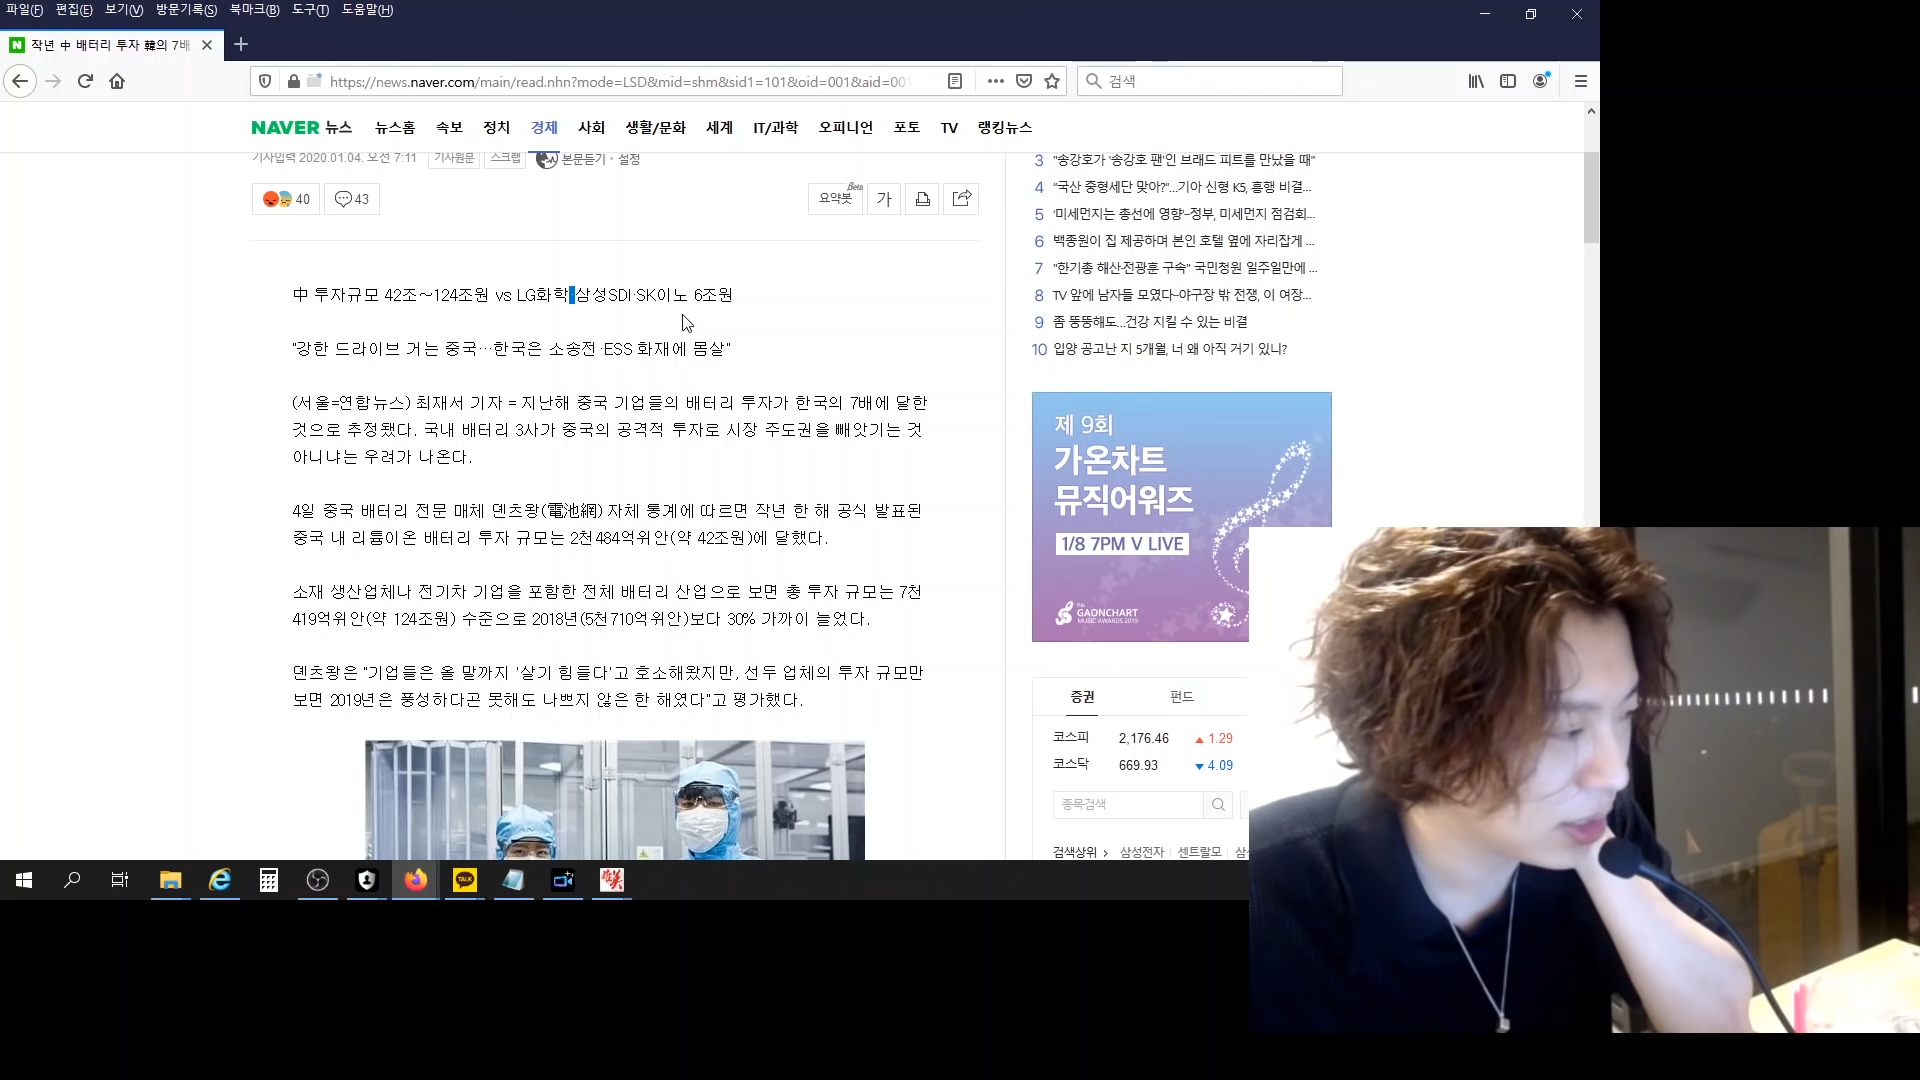 파일(F) 편집(E) 보기(V) 방문기록(S) 북마크(B) 도구(T) 도움말(H)
작년 中 배터리 투자 韓의 7배
https://news.naver.com/main/read.nhn?mode=LSD&mid=shm&sid1=101&oid=001&aid=001
검색
NAVER 뉴스 뉴스홈 속보 정치 경제 사회 생활/문화 세계 IT/과학 오피니언 포토 TV 랭킹뉴스
기사입력 2020.01.04. 오전 7:11 기사원문 스크랩 본문듣기 · 설정
40 43
요약봇 Beta 가
中 투자규모 42조∼124조원 vs LG화학·삼성SDI·SK이노 6조원
"강한 드라이브 거는 중국…한국은 소송전·ESS 화재에 몸살"
(서울=연합뉴스) 최재서 기자 = 지난해 중국 기업들의 배터리 투자가 한국의 7배에 달한
것으로 추정됐다. 국내 배터리 3사가 중국의 공격적 투자로 시장 주도권을 빼앗기는 것
아니냐는 우려가 나온다.
4일 중국 배터리 전문 매체 뎬츠왕(電池網) 자체 통계에 따르면 작년 한 해 공식 발표된
중국 내 리튬이온 배터리 투자 규모는 2천484억위안(약 42조원)에 달했다.
소재 생산업체나 전기차 기업을 포함한 전체 배터리 산업으로 보면 총 투자 규모는 7천
419억위안(약 124조원) 수준으로 2018년(5천710억위안)보다 30% 가까이 늘었다.
뎬츠왕은 "기업들은 올 말까지 '살기 힘들다'고 호소해왔지만, 선두 업체의 투자 규모만
보면 2019년은 풍성하다곤 못해도 나쁘지 않은 한 해였다"고 평가했다.
3 "송강호가 '송강호 팬'인 브래드 피트를 만났을 때"
4 "국산 중형세단 맞아?"…기아 신형 K5, 흥행 비결...
5 '미세먼지는 총선에 영향'–정부, 미세먼지 점검회...
6 백종원이 집 제공하며 본인 호텔 옆에 자리잡게 ...
7 "한기총 해산·전광훈 구속" 국민청원 일주일만에 ...
8 TV 앞에 남자들 모였다–야구장 밖 전쟁, 이 여장...
9 좀 뚱뚱해도…건강 지킬 수 있는 비결
10 입양 공고난 지 5개월, 너 왜 아직 거기 있니?
제 9회
가온차트
뮤직어워즈
1/8 7PM V LIVE
GAONCHART
MUSIC AWARDS 2019
증권 펀드
코스피 2,176.46 ▲ 1.29
코스닥 669.93 ▼ 4.09
종목검색
검색상위 > 삼성전자 센트랄모
TALK